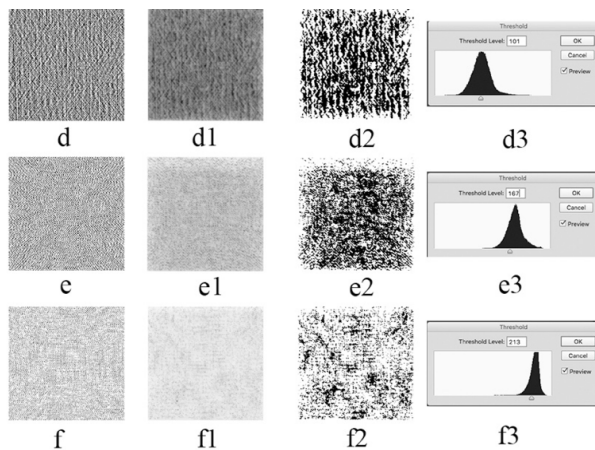 Threshold
Threshold Level: 101
OK
Cancel
Preview
d d1 d2 d3
Threshold
Threshold Level: 167
OK
Cancel
Preview
e e1 e2 e3
Threshold
Threshold Level: 213
OK
Cancel
Preview
f f1 f2 f3